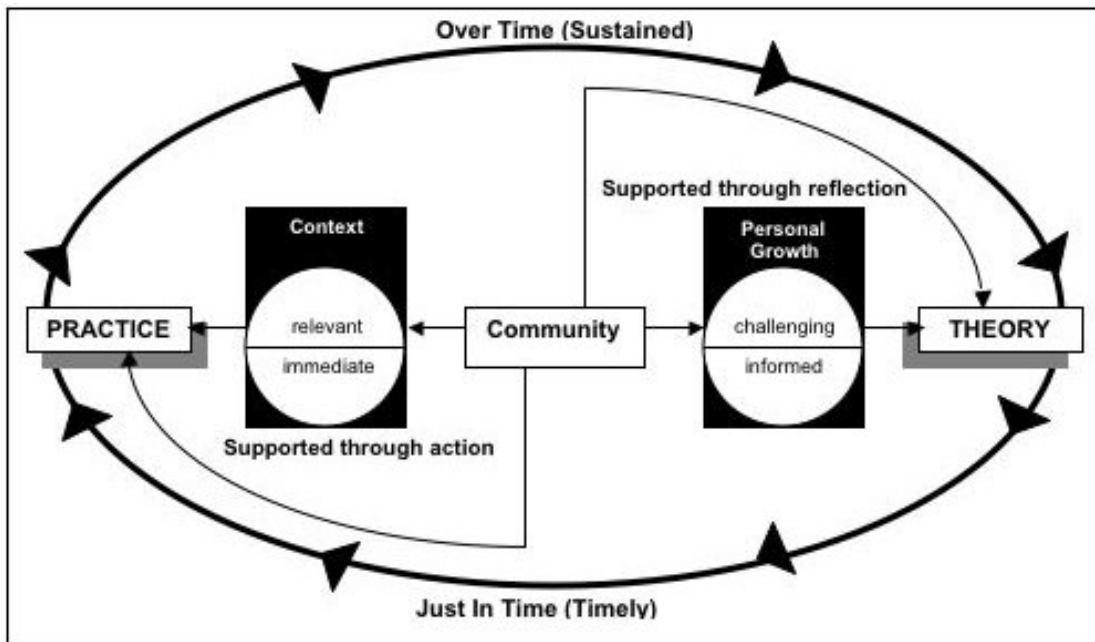 Over Time (Sustained)
Supported through reflection
Context
Personal
Growth
PRACTICE
relevant
immediate
Community
challenging
informed
THEORY
Supported through action
Just In Time (Timely)